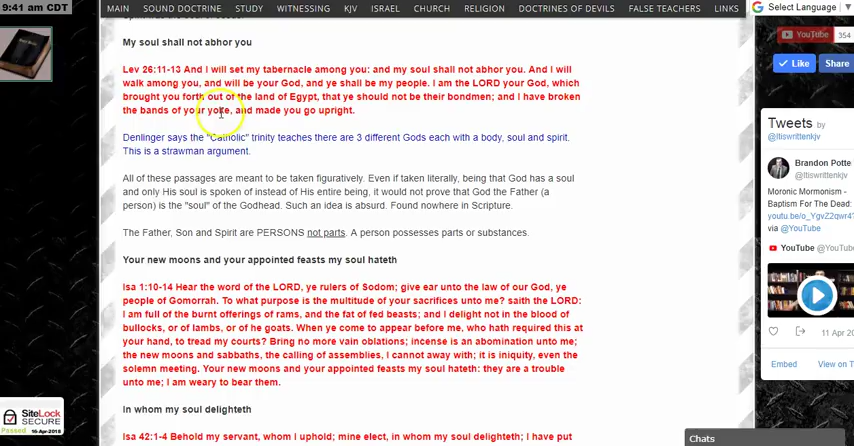 9:41 am CDT
MAIN SOUND DOCTRINE STUDY WITNESSING KJV ISRAEL CHURCH RELIGION DOCTRINES OF DEVILS FALSE TEACHERS LINKS
Select Language ▼
YouTube 354
Like Share
My soul shall not abhor you
Lev 26:11-13 And I will set my tabernacle among you: and my soul shall not abhor you. And I will
walk among you, and will be your God, and ye shall be my people. I am the LORD your God, which
brought you forth out of the land of Egypt, that ye should not be their bondmen; and I have broken
the bands of your yoke, and made you go upright.
Denlinger says the "Catholic" trinity teaches there are 3 different Gods each with a body, soul and spirit.
This is a strawman argument.
All of these passages are meant to be taken figuratively. Even if taken literally, being that God has a soul
and only His soul is spoken of instead of His entire being, it would not prove that God the Father (a
person) is the "soul" of the Godhead. Such an idea is absurd. Found nowhere in Scripture.
The Father, Son and Spirit are PERSONS not parts. A person possesses parts or substances.
Your new moons and your appointed feasts my soul hateth
Isa 1:10-14 Hear the word of the LORD, ye rulers of Sodom; give ear unto the law of our God, ye
people of Gomorrah. To what purpose is the multitude of your sacrifices unto me? saith the LORD:
I am full of the burnt offerings of rams, and the fat of fed beasts; and I delight not in the blood of
bullocks, or of lambs, or of he goats. When ye come to appear before me, who hath required this at
your hand, to tread my courts? Bring no more vain oblations; incense is an abomination unto me;
the new moons and sabbaths, the calling of assemblies, I cannot away with; it is iniquity, even the
solemn meeting. Your new moons and your appointed feasts my soul hateth: they are a trouble
unto me; I am weary to bear them.
In whom my soul delighteth
Isa 42:1-4 Behold my servant, whom I uphold; mine elect, in whom my soul delighteth; I have put
Tweets by
@Itiswrittenkjv
Brandon Potte
@Itiswrittenkjv
Moronic Mormonism -
Baptism For The Dead:
youtu.be/o_YgvZ2qwr4?
via @YouTube
YouTube @YouTube
11 Apr 20
Embed View on T
SiteLock
SECURE
Passed 16-Apr-2018
Chats